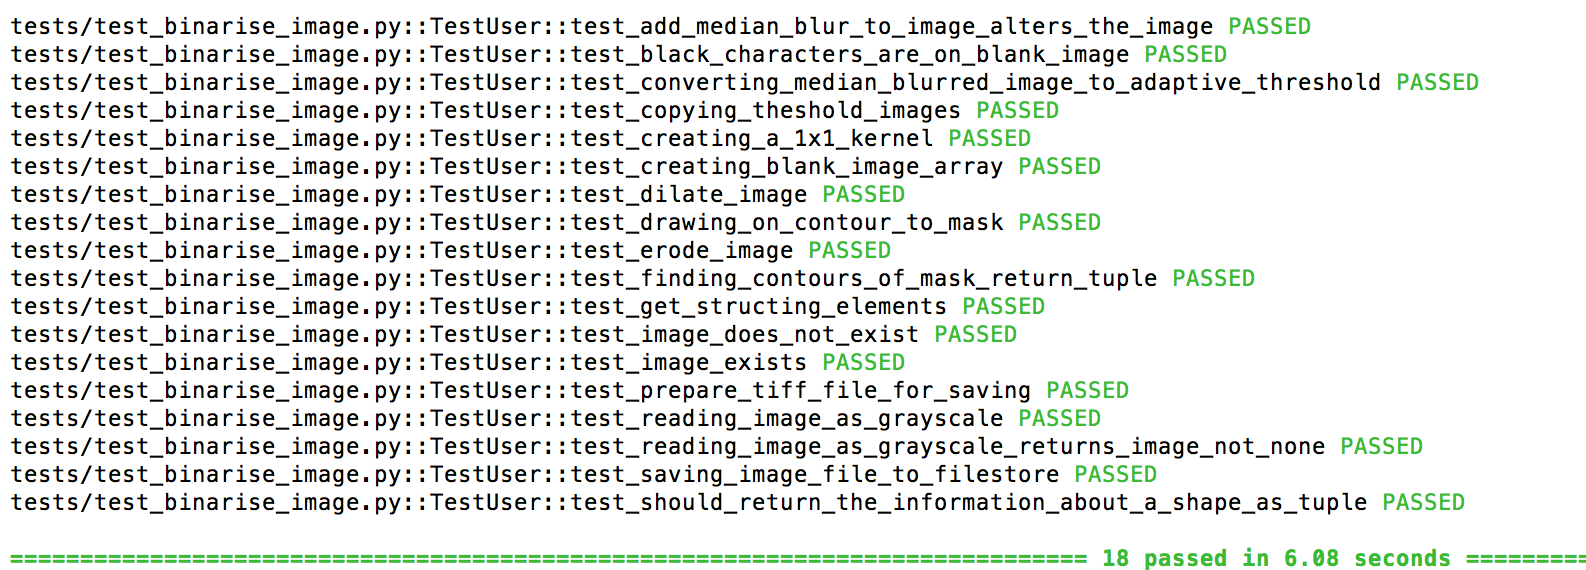 tests/test_binarise_image.py::TestUser::test_add_median_blur_to_image_alters_the_image PASSED
tests/test_binarise_image.py::TestUser::test_black_characters_are_on_blank_image PASSED
tests/test_binarise_image.py::TestUser::test_converting_median_blurred_image_to_adaptive_threshold PASSED
tests/test_binarise_image.py::TestUser::test_copying_theshold_images PASSED
tests/test_binarise_image.py::TestUser::test_creating_a_1x1_kernel PASSED
tests/test_binarise_image.py::TestUser::test_creating_blank_image_array PASSED
tests/test_binarise_image.py::TestUser::test_dilate_image PASSED
tests/test_binarise_image.py::TestUser::test_drawing_on_contour_to_mask PASSED
tests/test_binarise_image.py::TestUser::test_erode_image PASSED
tests/test_binarise_image.py::TestUser::test_finding_contours_of_mask_return_tuple PASSED
tests/test_binarise_image.py::TestUser::test_get_structing_elements PASSED
tests/test_binarise_image.py::TestUser::test_image_does_not_exist PASSED
tests/test_binarise_image.py::TestUser::test_image_exists PASSED
tests/test_binarise_image.py::TestUser::test_prepare_tiff_file_for_saving PASSED
tests/test_binarise_image.py::TestUser::test_reading_image_as_grayscale PASSED
tests/test_binarise_image.py::TestUser::test_reading_image_as_grayscale_returns_image_not_none PASSED
tests/test_binarise_image.py::TestUser::test_saving_image_file_to_filestore PASSED
tests/test_binarise_image.py::TestUser::test_should_return_the_information_about_a_shape_as_tuple PASSED
============================================================================= 18 passed in 6.08 seconds =========